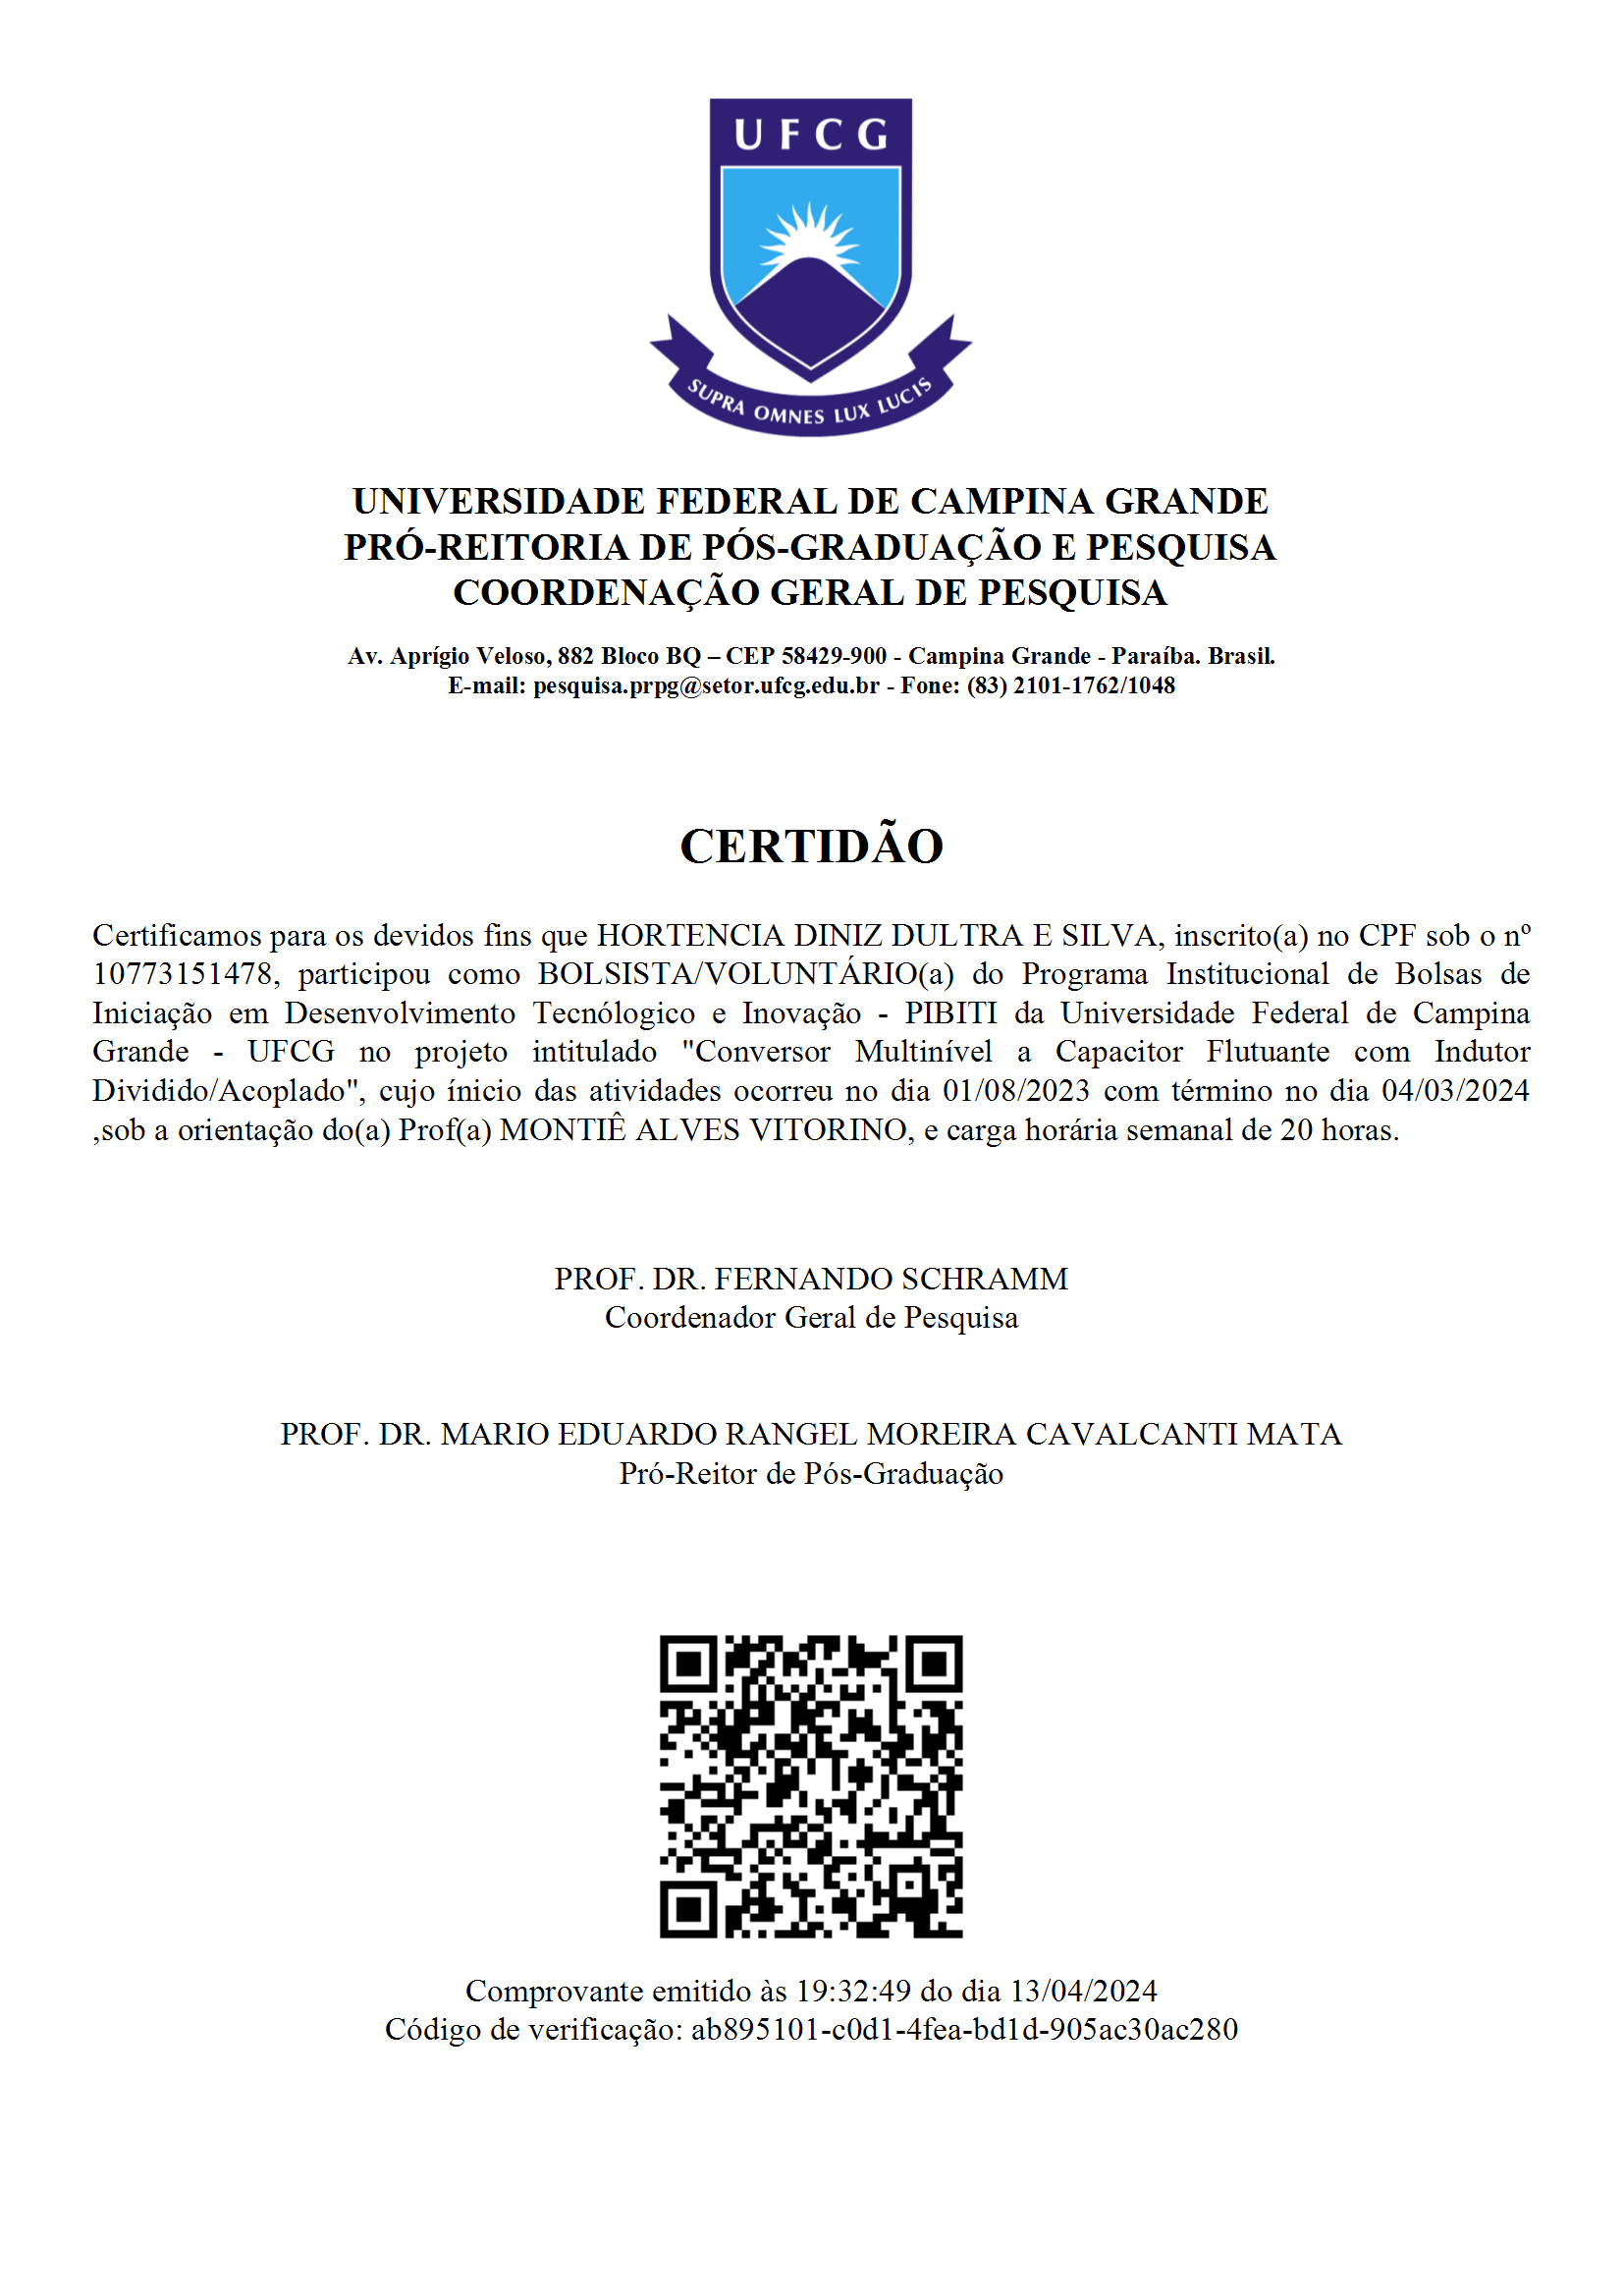 UFCG
SUPRA OMNES LUX LUCIS
UNIVERSIDADE FEDERAL DE CAMPINA GRANDE
PRÓ-REITORIA DE PÓS-GRADUAÇÃO E PESQUISA
COORDENAÇÃO GERAL DE PESQUISA
Av. Aprígio Veloso, 882 Bloco BQ – CEP 58429-900 - Campina Grande - Paraíba. Brasil.
E-mail: pesquisa.prpg@setor.ufcg.edu.br - Fone: (83) 2101-1762/1048
CERTIDÃO
Certificamos para os devidos fins que HORTENCIA DINIZ DULTRA E SILVA, inscrito(a) no CPF sob o nº
10773151478, participou como BOLSISTA/VOLUNTÁRIO(a) do Programa Institucional de Bolsas de
Iniciação em Desenvolvimento Tecnólogico e Inovação - PIBITI da Universidade Federal de Campina
Grande - UFCG no projeto intitulado "Conversor Multinível a Capacitor Flutuante com Indutor
Dividido/Acoplado", cujo ínicio das atividades ocorreu no dia 01/08/2023 com término no dia 04/03/2024
,sob a orientação do(a) Prof(a) MONTIÊ ALVES VITORINO, e carga horária semanal de 20 horas.
PROF. DR. FERNANDO SCHRAMM
Coordenador Geral de Pesquisa
PROF. DR. MARIO EDUARDO RANGEL MOREIRA CAVALCANTI MATA
Pró-Reitor de Pós-Graduação
Comprovante emitido às 19:32:49 do dia 13/04/2024
Código de verificação: ab895101-c0d1-4fea-bd1d-905ac30ac280